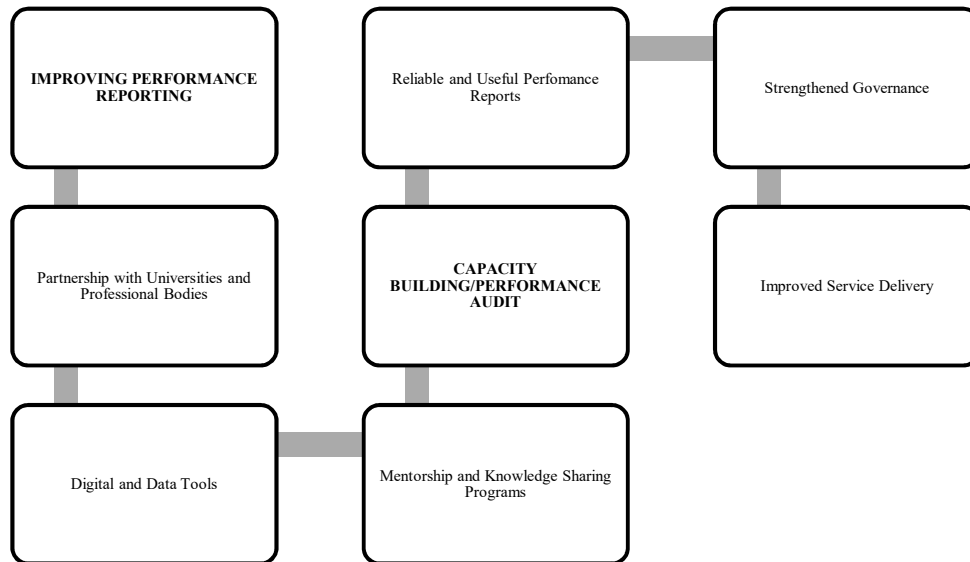 IMPROVING PERFORMANCE
REPORTING
Partnership with Universities and
Professional Bodies
Digital and Data Tools
Mentorship and Knowledge Sharing
Programs
CAPACITY
BUILDING/PERFORMANCE
AUDIT
Reliable and Useful Perfomance
Reports
Strengthened Governance
Improved Service Delivery